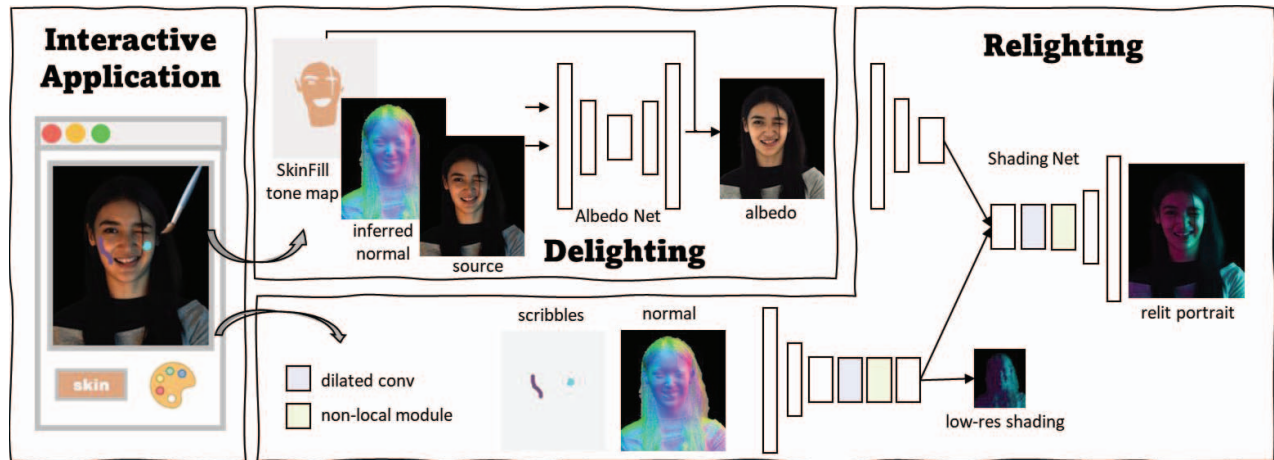 Interactive
Application
skin
SkinFill
tone map
inferred
normal
source
Albedo Net
albedo
Delighting
Relighting
Shading Net
relit portrait
scribbles
normal
dilated conv
non-local module
low-res shading